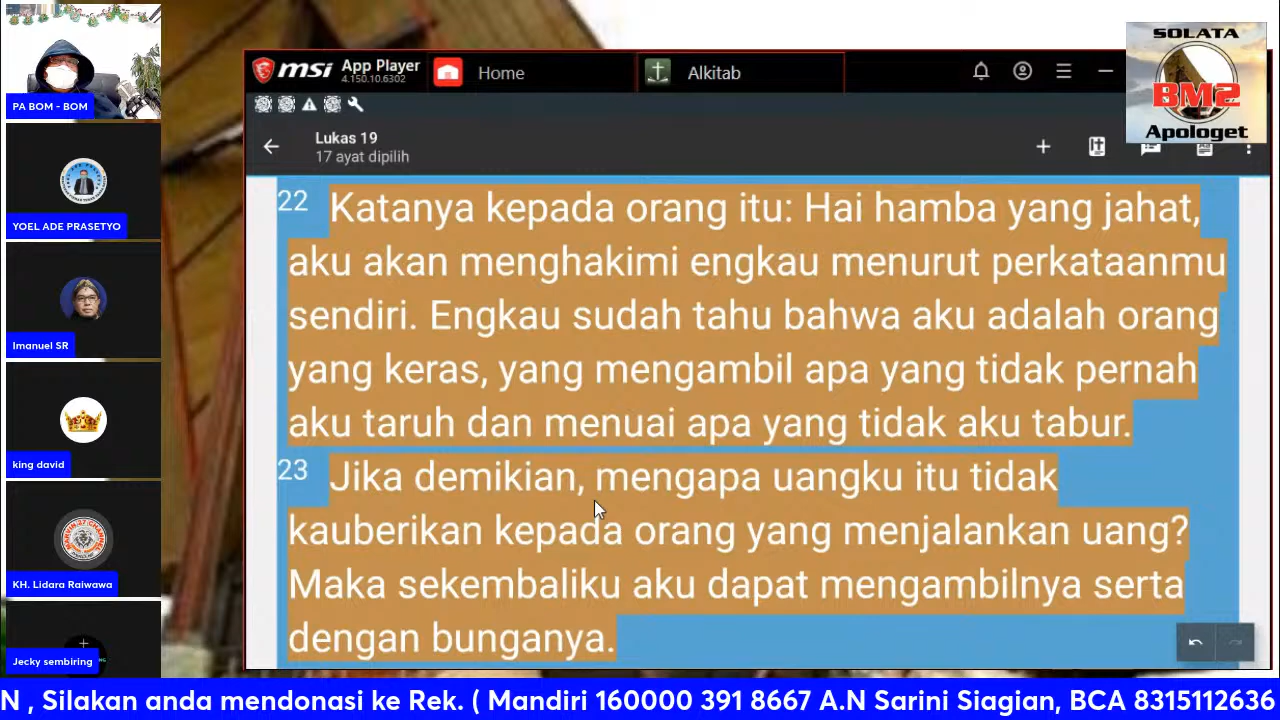 PA BOM - BOM
YOEL ADE PRASETYO
Imanuel SR
king david
KH. Lidara Raiwawa
Jecky sembiring
msi App Player
4.150.10.6302
Home
Alkitab
SOLATA
BM2
Apologet
Lukas 19
17 ayat dipilih
22 Katanya kepada orang itu: Hai hamba yang jahat,
aku akan menghakimi engkau menurut perkataanmu
sendiri. Engkau sudah tahu bahwa aku adalah orang
yang keras, yang mengambil apa yang tidak pernah
aku taruh dan menuai apa yang tidak aku tabur.
23 Jika demikian, mengapa uangku itu tidak
kauberikan kepada orang yang menjalankan uang?
Maka sekembaliku aku dapat mengambilnya serta
dengan bunganya.
N , Silakan anda mendonasi ke Rek. ( Mandiri 160000 391 8667 A.N Sarini Siagian, BCA 8315112636